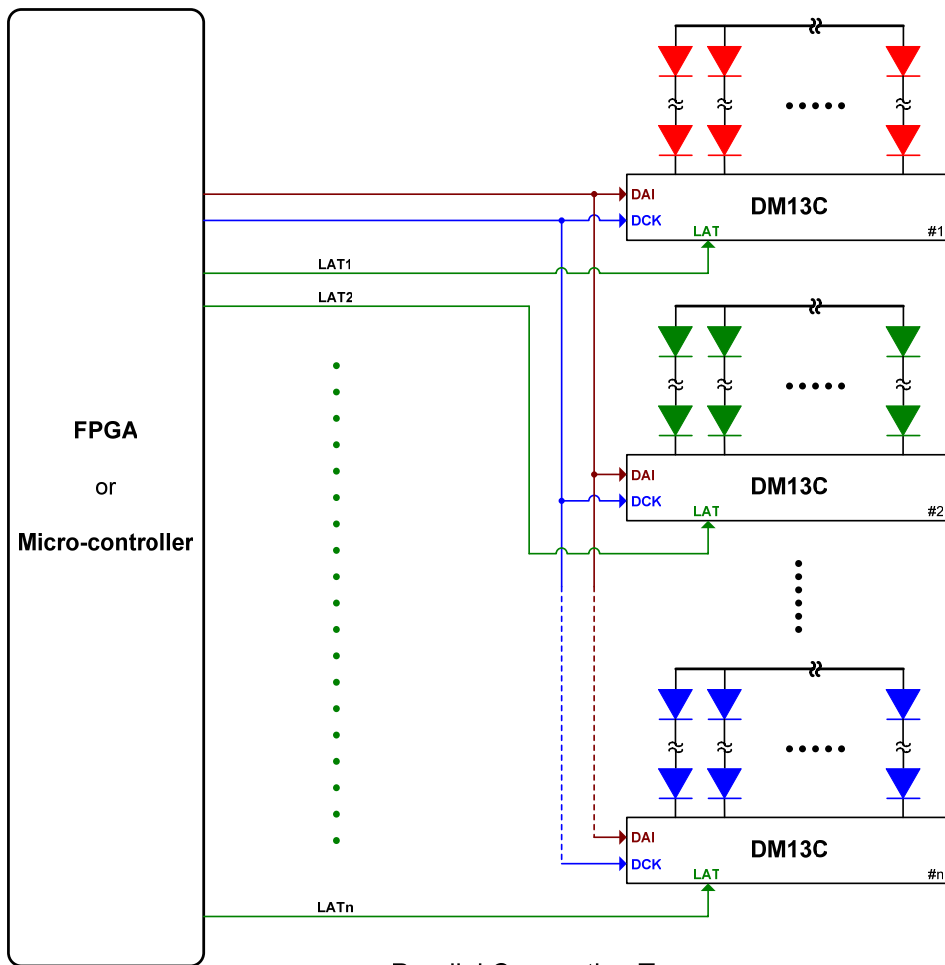 DM13C
DAI
DCK
LAT
#1
LAT1
LAT2
FPGA
or
Micro-controller
DM13C
DAI
DCK
LAT
#2
DM13C
DAI
DCK
LAT
#n
LATn